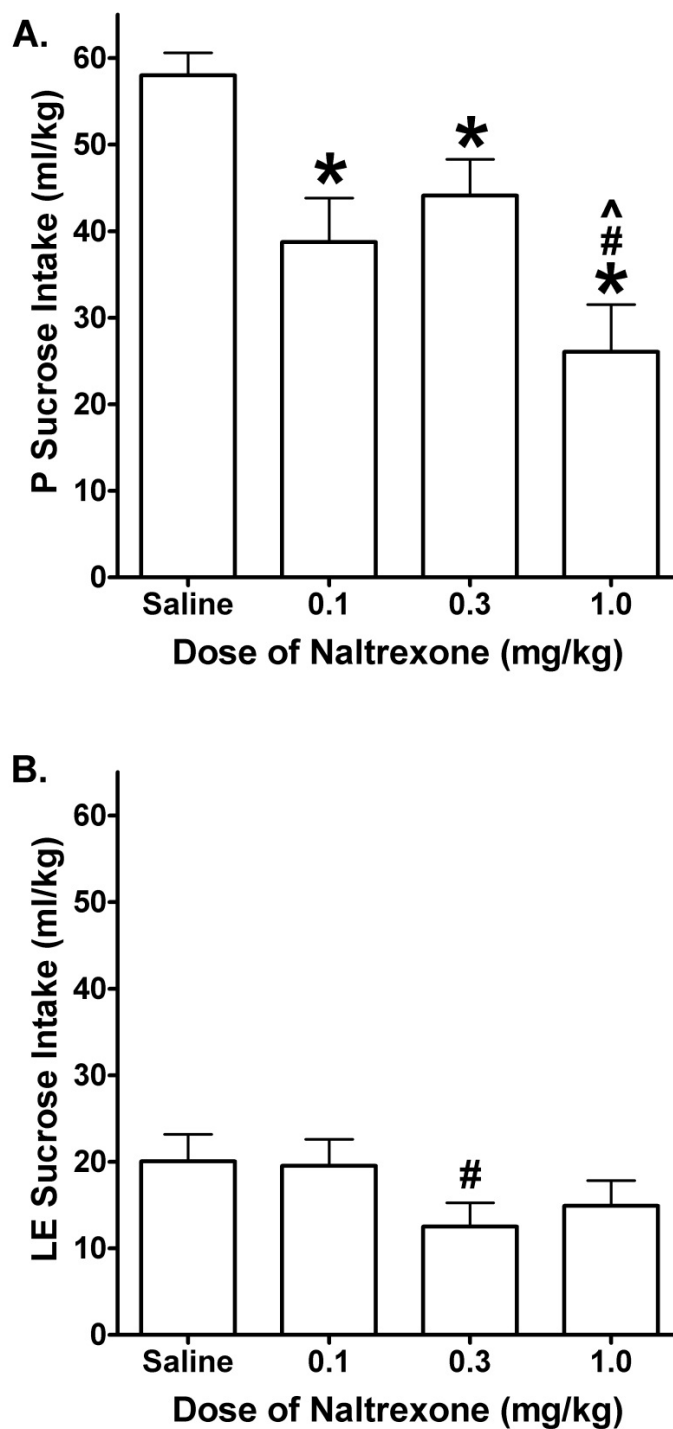 A.
P Sucrose Intake (ml/kg)
60
50
40
30
20
10
0
*
*
^
#
*
Saline 0.1 0.3 1.0
Dose of Naltrexone (mg/kg)
B.
LE Sucrose Intake (ml/kg)
60
50
40
30
20
10
0
#
Saline 0.1 0.3 1.0
Dose of Naltrexone (mg/kg)